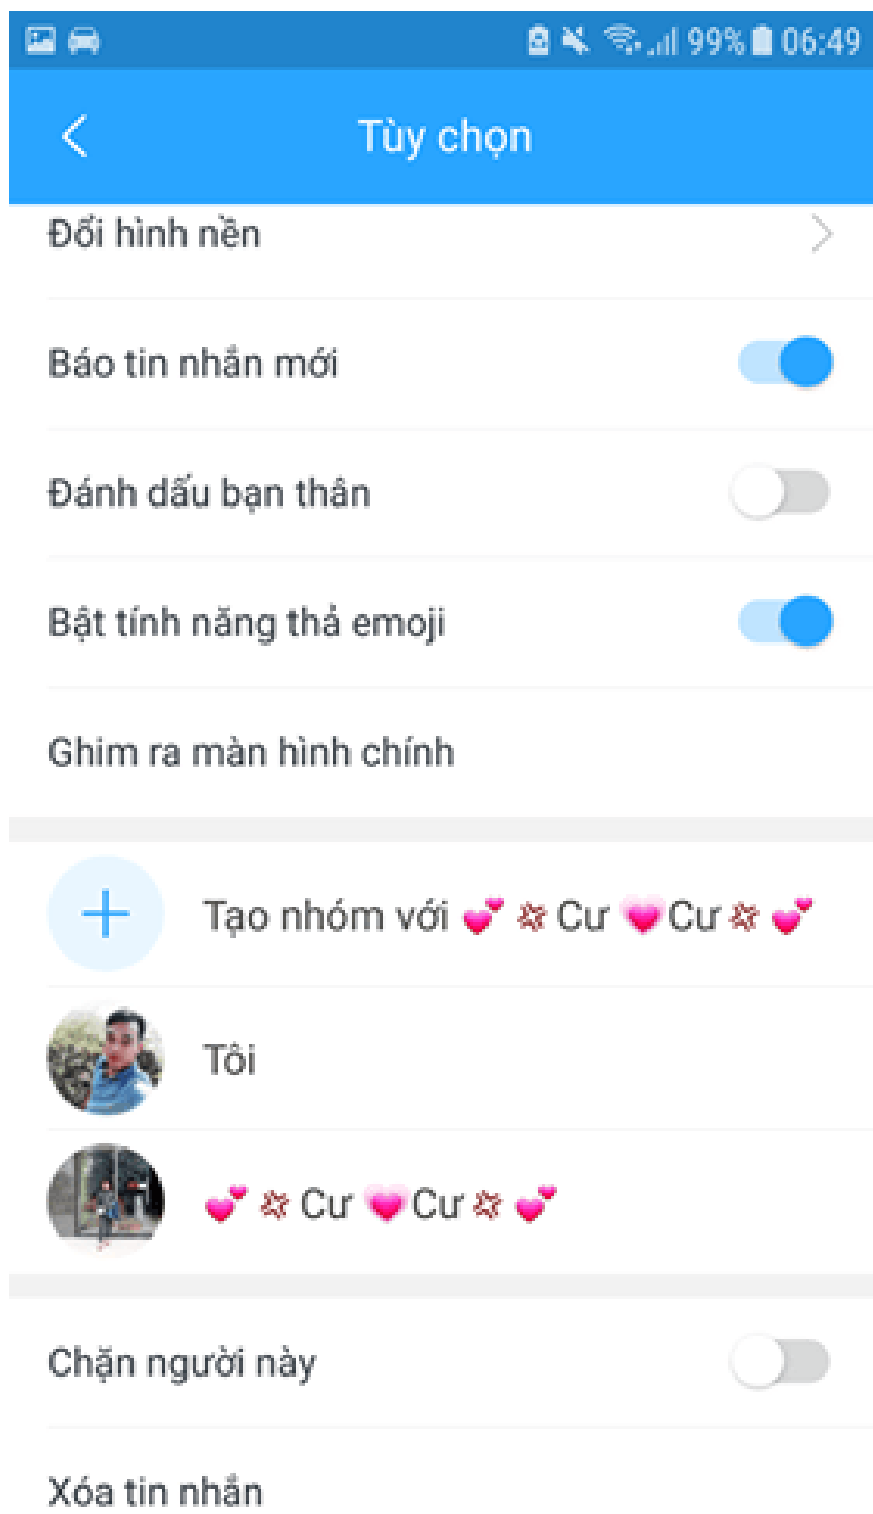 99% 06:49
Tùy chọn
Đổi hình nền
Báo tin nhắn mới
Đánh dấu bạn thân
Bật tính năng thả emoji
Ghim ra màn hình chính
Tạo nhóm với 💕 💢 Cư 💗 Cư 💢 💕
Tôi
💕 💢 Cư 💗 Cư 💢 💕
Chặn người này
Xóa tin nhắn